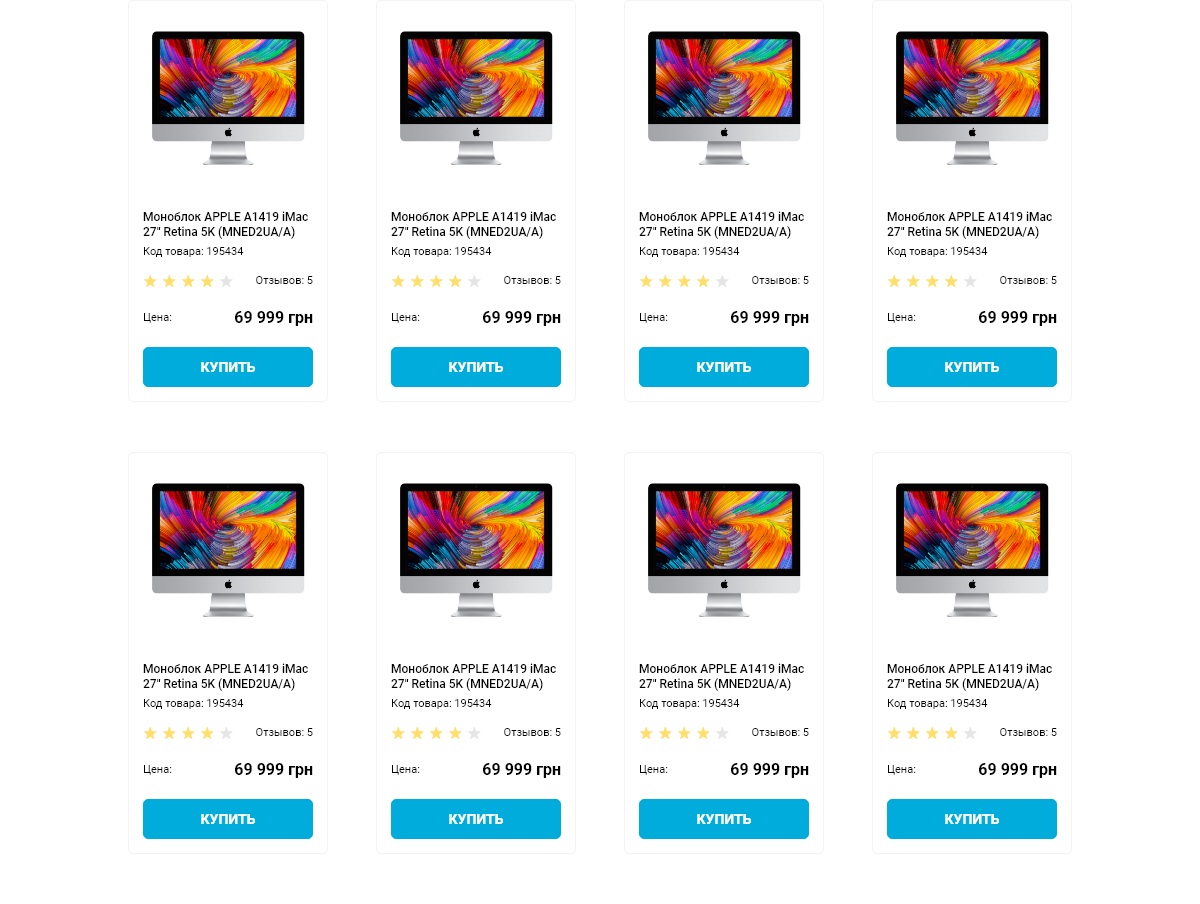 Моноблок APPLE A1419 iMac
27" Retina 5K (MNED2UA/A)
Код товара: 195434
Отзывов: 5
Цена: 69 999 грн
КУПИТЬ
Моноблок APPLE A1419 iMac
27" Retina 5K (MNED2UA/A)
Код товара: 195434
Отзывов: 5
Цена: 69 999 грн
КУПИТЬ
Моноблок APPLE A1419 iMac
27" Retina 5K (MNED2UA/A)
Код товара: 195434
Отзывов: 5
Цена: 69 999 грн
КУПИТЬ
Моноблок APPLE A1419 iMac
27" Retina 5K (MNED2UA/A)
Код товара: 195434
Отзывов: 5
Цена: 69 999 грн
КУПИТЬ
Моноблок APPLE A1419 iMac
27" Retina 5K (MNED2UA/A)
Код товара: 195434
Отзывов: 5
Цена: 69 999 грн
КУПИТЬ
Моноблок APPLE A1419 iMac
27" Retina 5K (MNED2UA/A)
Код товара: 195434
Отзывов: 5
Цена: 69 999 грн
КУПИТЬ
Моноблок APPLE A1419 iMac
27" Retina 5K (MNED2UA/A)
Код товара: 195434
Отзывов: 5
Цена: 69 999 грн
КУПИТЬ
Моноблок APPLE A1419 iMac
27" Retina 5K (MNED2UA/A)
Код товара: 195434
Отзывов: 5
Цена: 69 999 грн
КУПИТЬ